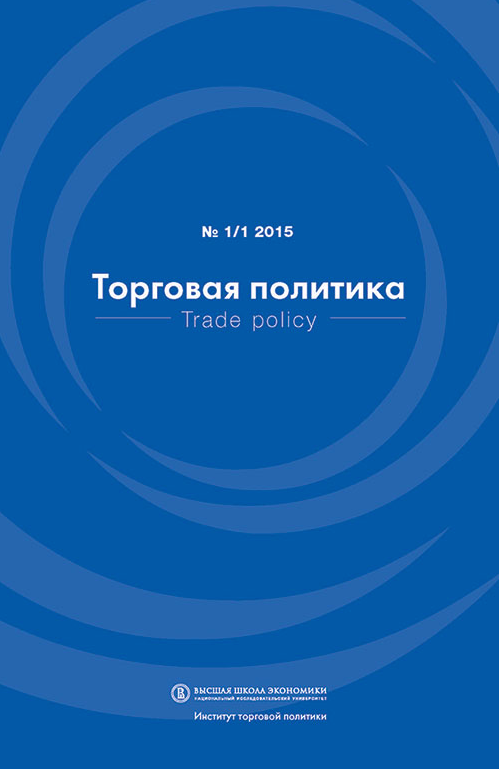 № 1/1 2015
Торговая политика
Trade policy
ВЫСШАЯ ШКОЛА ЭКОНОМИКИ
НАЦИОНАЛЬНЫЙ ИССЛЕДОВАТЕЛЬСКИЙ УНИВЕРСИТЕТ
Институт торговой политики